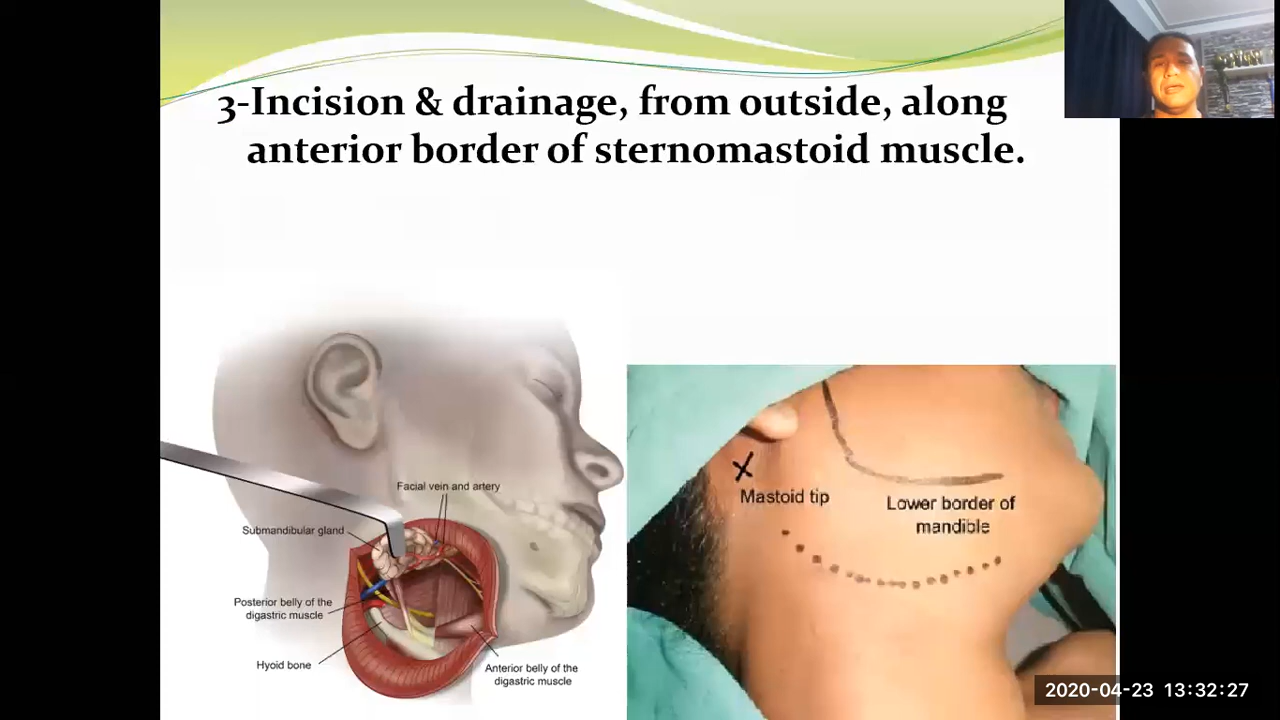 3-Incision & drainage, from outside, along
anterior border of sternomastoid muscle.
Facial vein and artery
Submandibular gland
Posterior belly of the
digastric muscle
Hyoid bone
Anterior belly of the
digastric muscle
X
Mastoid tip
Lower border of
mandible
2020-04-23 13:32:27